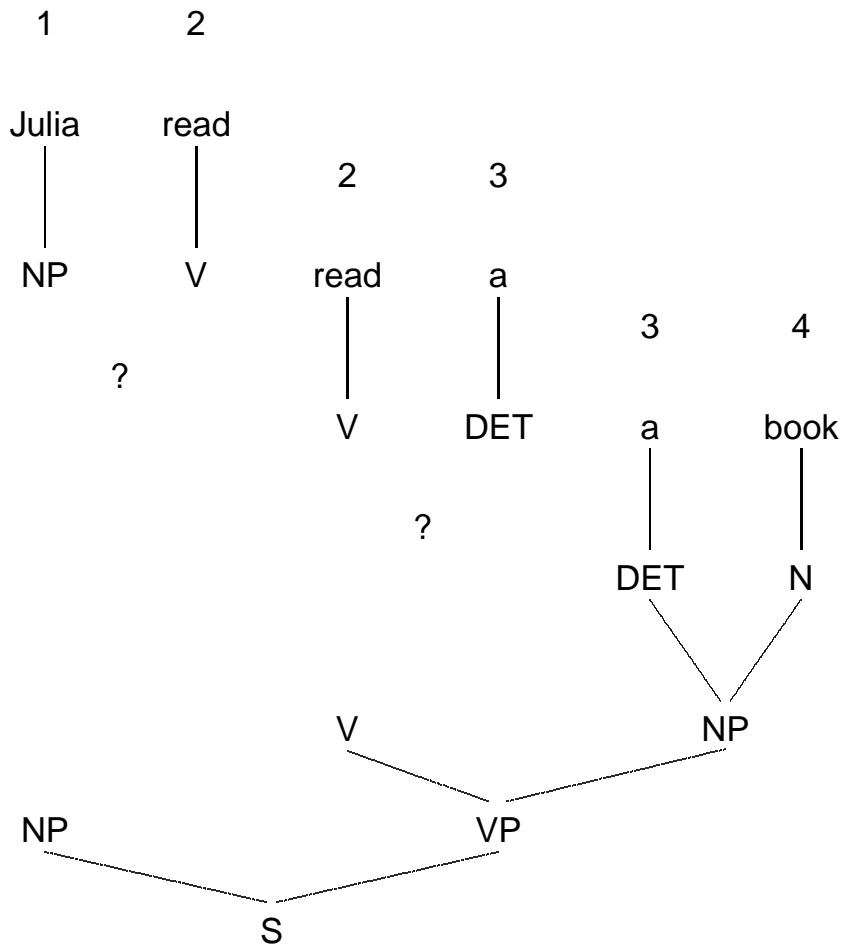 1 2
Julia read
2 3
NP V read a
3 4
?
V DET a book
?
DET N
V NP
NP VP
S